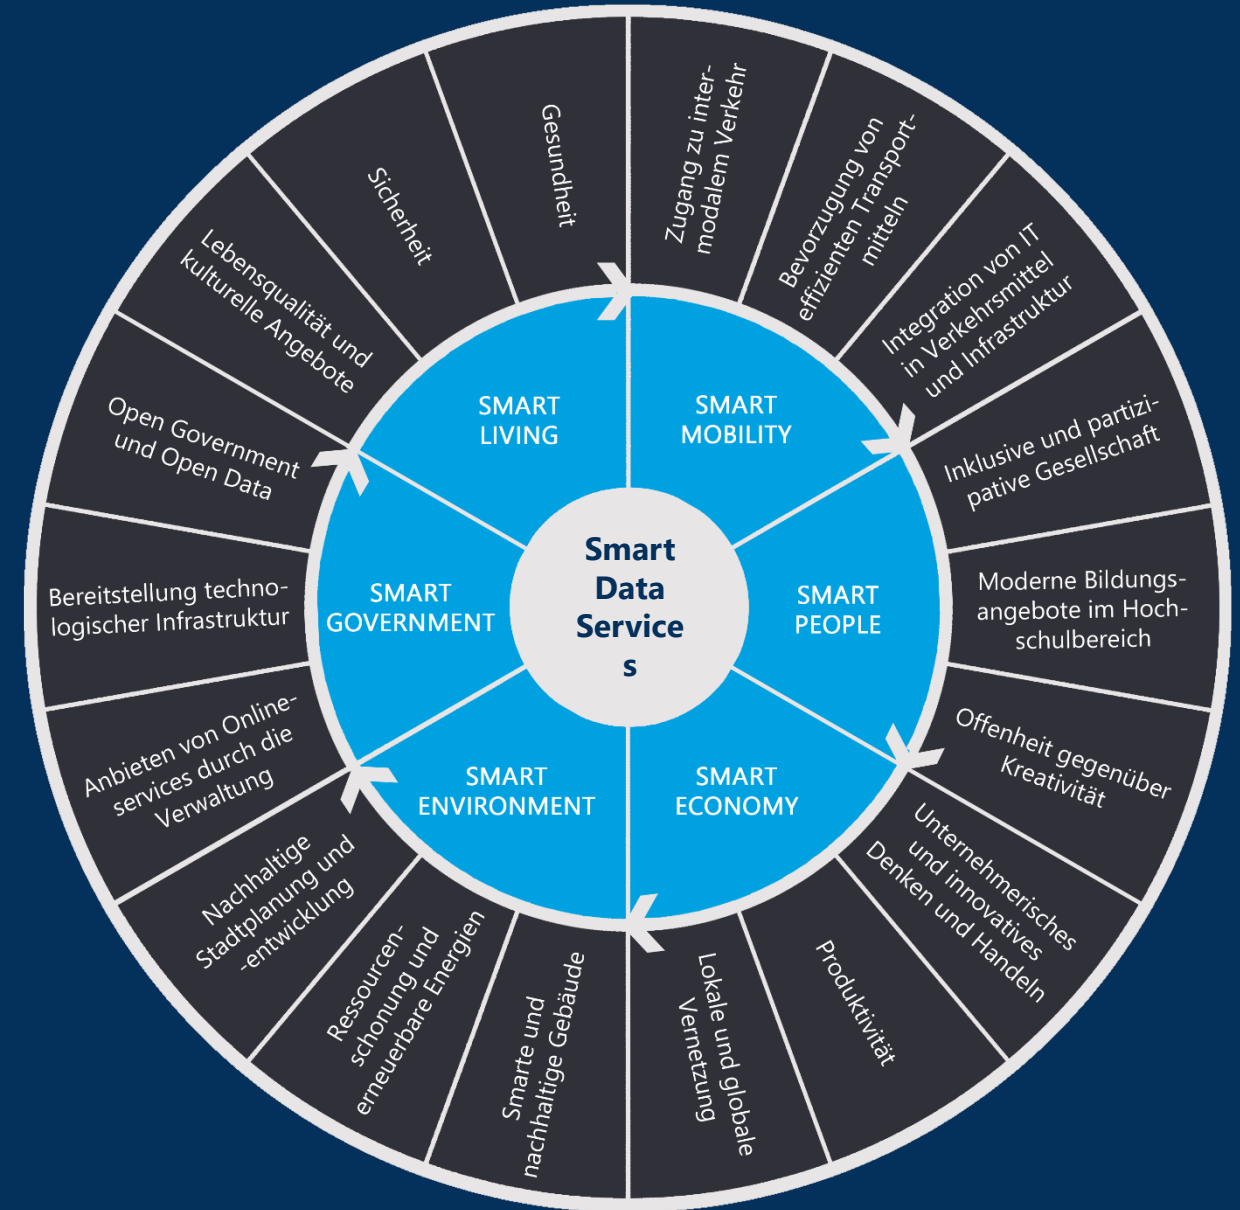 Smart
Data
Service
s
SMART
MOBILITY
Zugang zu inter-
modalem Verkehr
Bevorzugung von
effizienten Transport-
mitteln
Integration von IT
in Verkehrsmittel
und Infrastruktur
SMART
PEOPLE
Inklusive und partizi-
pative Gesellschaft
Moderne Bildungs-
angebote im Hoch-
schulbereich
Offenheit gegenüber
Kreativität
SMART
ECONOMY
Unternehmerisches
und innovatives
Denken und Handeln
Produktivität
Lokale und globale
Vernetzung
SMART
ENVIRONMENT
Smarte und
nachhaltige Gebäude
Ressourcen-
schonung und
erneuerbare Energien
Nachhaltige
Stadtplanung und
-entwicklung
SMART
GOVERNMENT
Anbieten von Online-
services durch die
Verwaltung
Bereitstellung techno-
logischer Infrastruktur
Open Government
und Open Data
SMART
LIVING
Lebensqualität und
kulturelle Angebote
Sicherheit
Gesundheit